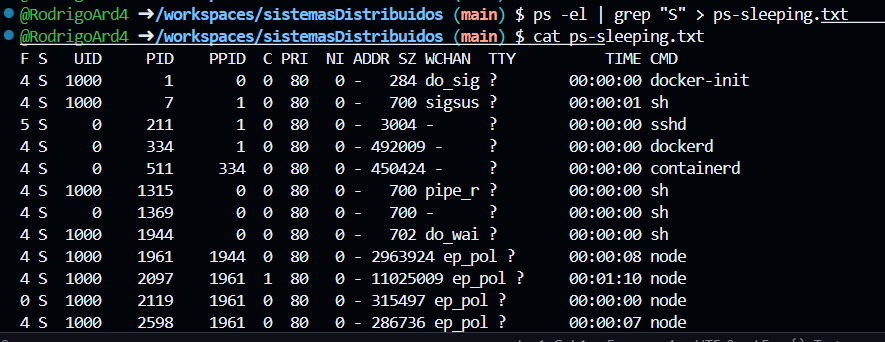 @RodrigoArd4 ➜/workspaces/sistemasDistribuidos (main) $ ps -el | grep "S" > ps-sleeping.txt
@RodrigoArd4 ➜/workspaces/sistemasDistribuidos (main) $ cat ps-sleeping.txt
F S   UID     PID    PPID  C PRI  NI ADDR SZ WCHAN  TTY          TIME CMD
4 S  1000       1       0  0  80   0 -   284 do_sig ?        00:00:00 docker-init
4 S  1000       7       1  0  80   0 -   700 sigsus ?        00:00:01 sh
5 S     0     211       1  0  80   0 -  3004 -      ?        00:00:00 sshd
4 S     0     334       1  0  80   0 - 492009 -     ?        00:00:00 dockerd
4 S     0     511     334  0  80   0 - 450424 -     ?        00:00:00 containerd
4 S  1000    1315       0  0  80   0 -   700 pipe_r ?        00:00:00 sh
4 S     0    1369       0  0  80   0 -   700 -      ?        00:00:00 sh
4 S  1000    1944       0  0  80   0 -   702 do_wai ?        00:00:00 sh
4 S  1000    1961    1944  0  80   0 - 2963924 ep_pol ?      00:00:08 node
4 S  1000    2097    1961  1  80   0 - 11025009 ep_pol ?     00:01:10 node
0 S  1000    2119    1961  0  80   0 - 315497 ep_pol ?       00:00:00 node
4 S  1000    2598    1961  0  80   0 - 286736 ep_pol ?       00:00:07 node